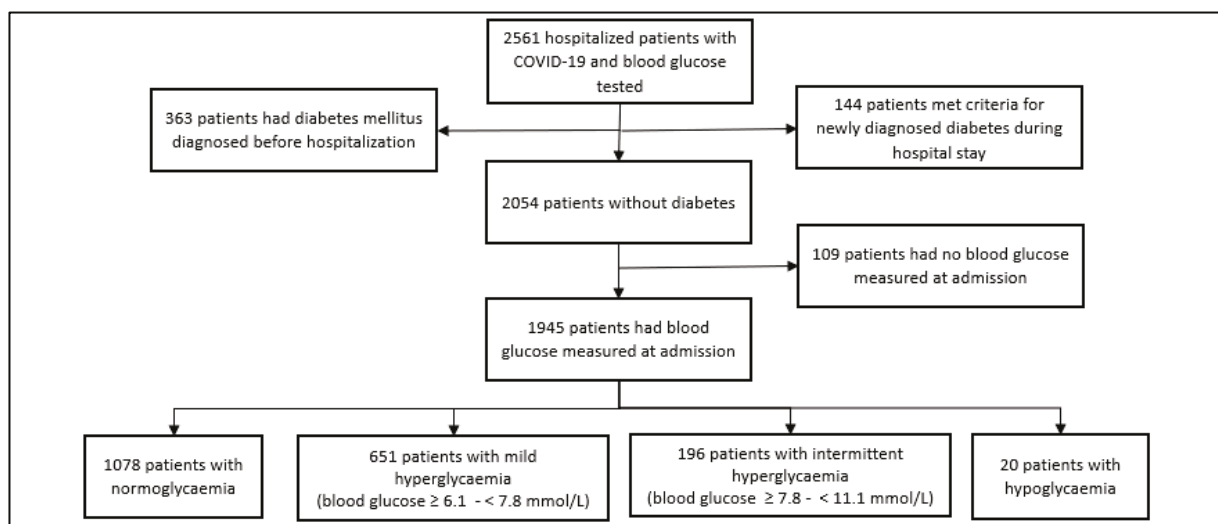 2561 hospitalized patients with
COVID-19 and blood glucose
tested
363 patients had diabetes mellitus
diagnosed before hospitalization
144 patients met criteria for
newly diagnosed diabetes during
hospital stay
2054 patients without diabetes
109 patients had no blood glucose
measured at admission
1945 patients had blood
glucose measured at admission
1078 patients with
normoglycaemia
651 patients with mild
hyperglycaemia
(blood glucose ≥ 6.1 - < 7.8 mmol/L)
196 patients with intermittent
hyperglycaemia
(blood glucose ≥ 7.8 - < 11.1 mmol/L)
20 patients with
hypoglycaemia